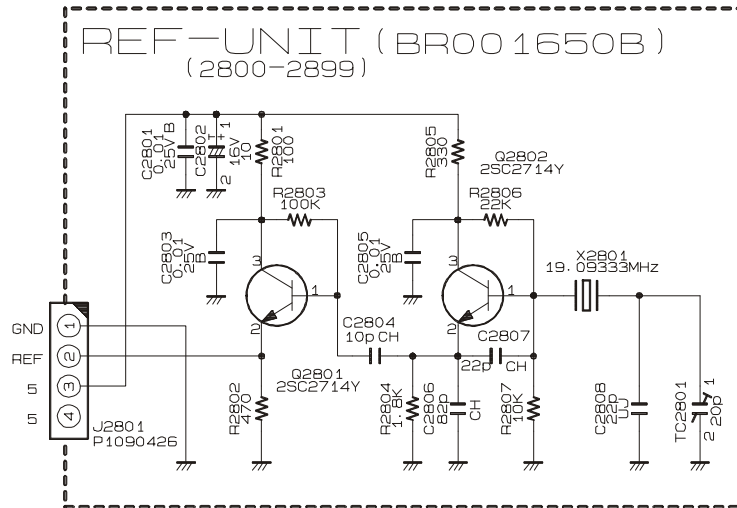 REF-UNIT (BR001650B)
(2800-2899)
C2801
0.01
25V B
C2802
16V
10
1
+
2
R2801
100
R2805
330
Q2802
2SC2714Y
R2803
100K
R2806
22K
C2803
0.01
25V
B
C2805
0.01
25V
B
X2801
19.09333MHz
3
1
2
3
1
2
GND
REF
5
5
1
2
3
4
J2801
P1090426
C2804
10p CH
C2807
22p CH
Q2801
2SC2714Y
R2802
470
R2804
1.8K
C2806
82p
CH
R2807
10K
C2808
22p
UJ
TC2801
20p
1
2